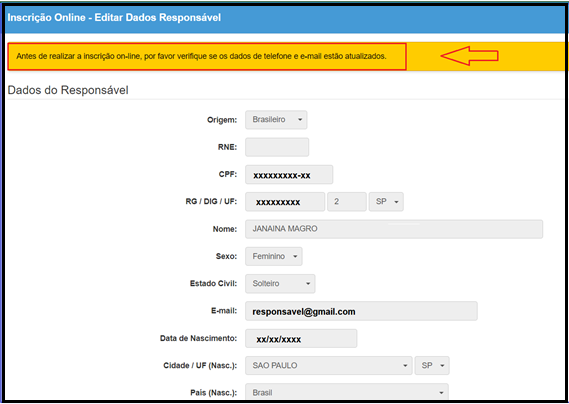 Inscrição Online - Editar Dados Responsável
Antes de realizar a inscrição on-line, por favor verifique se os dados de telefone e e-mail estão atualizados.
Dados do Responsável
Origem: Brasileiro
RNE:
CPF: xxxxxxxxx-xx
RG / DIG / UF: xxxxxxxxx 2 SP
Nome: JANAINA MAGRO
Sexo: Feminino
Estado Civil: Solteiro
E-mail: responsavel@gmail.com
Data de Nascimento: xx/xx/xxxx
Cidade / UF (Nasc.): SAO PAULO SP
País (Nasc.): Brasil